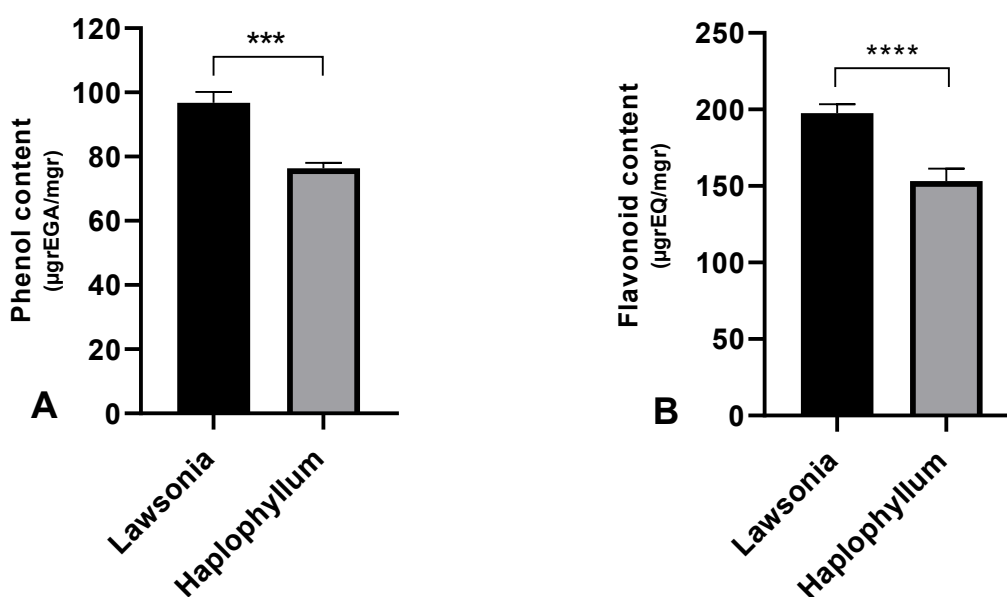 120
100
80
60
40
20
0
Phenol content
(µgrEGA/mgr)
***
A
Lawsonia
Haplophyllum
250
200
150
100
50
0
Flavonoid content
(µgrEQ/mgr)
****
B
Lawsonia
Haplophyllum